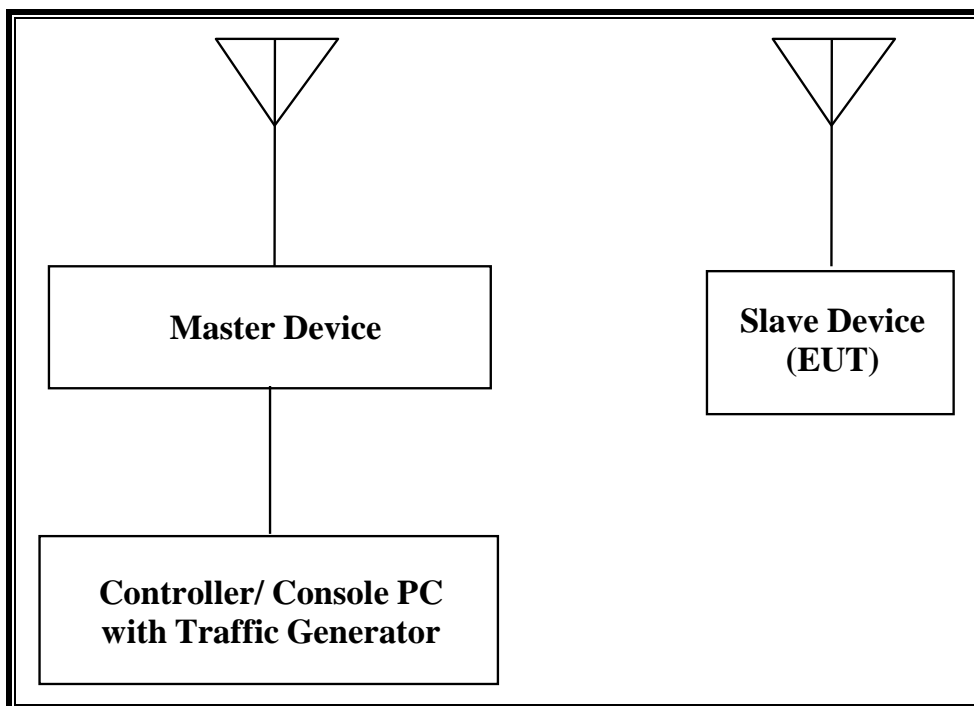 Master Device
Slave Device
(EUT)
Controller/ Console PC
with Traffic Generator